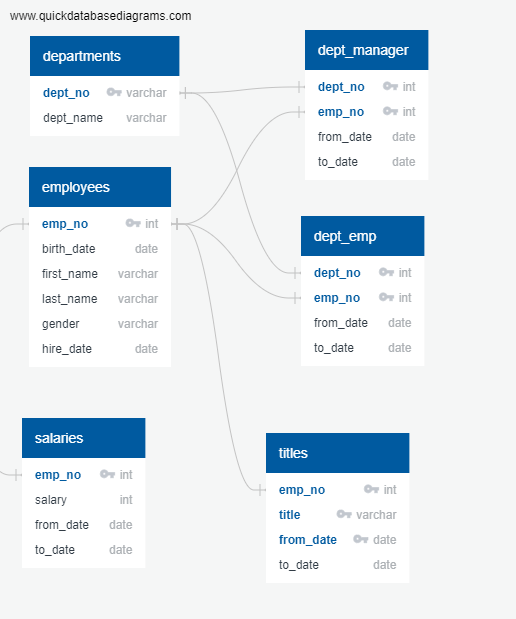 www.quickdatabasediagrams.com
departments
dept_no varchar
dept_name varchar
dept_manager
dept_no int
emp_no int
from_date date
to_date date
employees
emp_no int
birth_date date
first_name varchar
last_name varchar
gender varchar
hire_date date
dept_emp
dept_no int
emp_no int
from_date date
to_date date
salaries
emp_no int
salary int
from_date date
to_date date
titles
emp_no int
title varchar
from_date date
to_date date